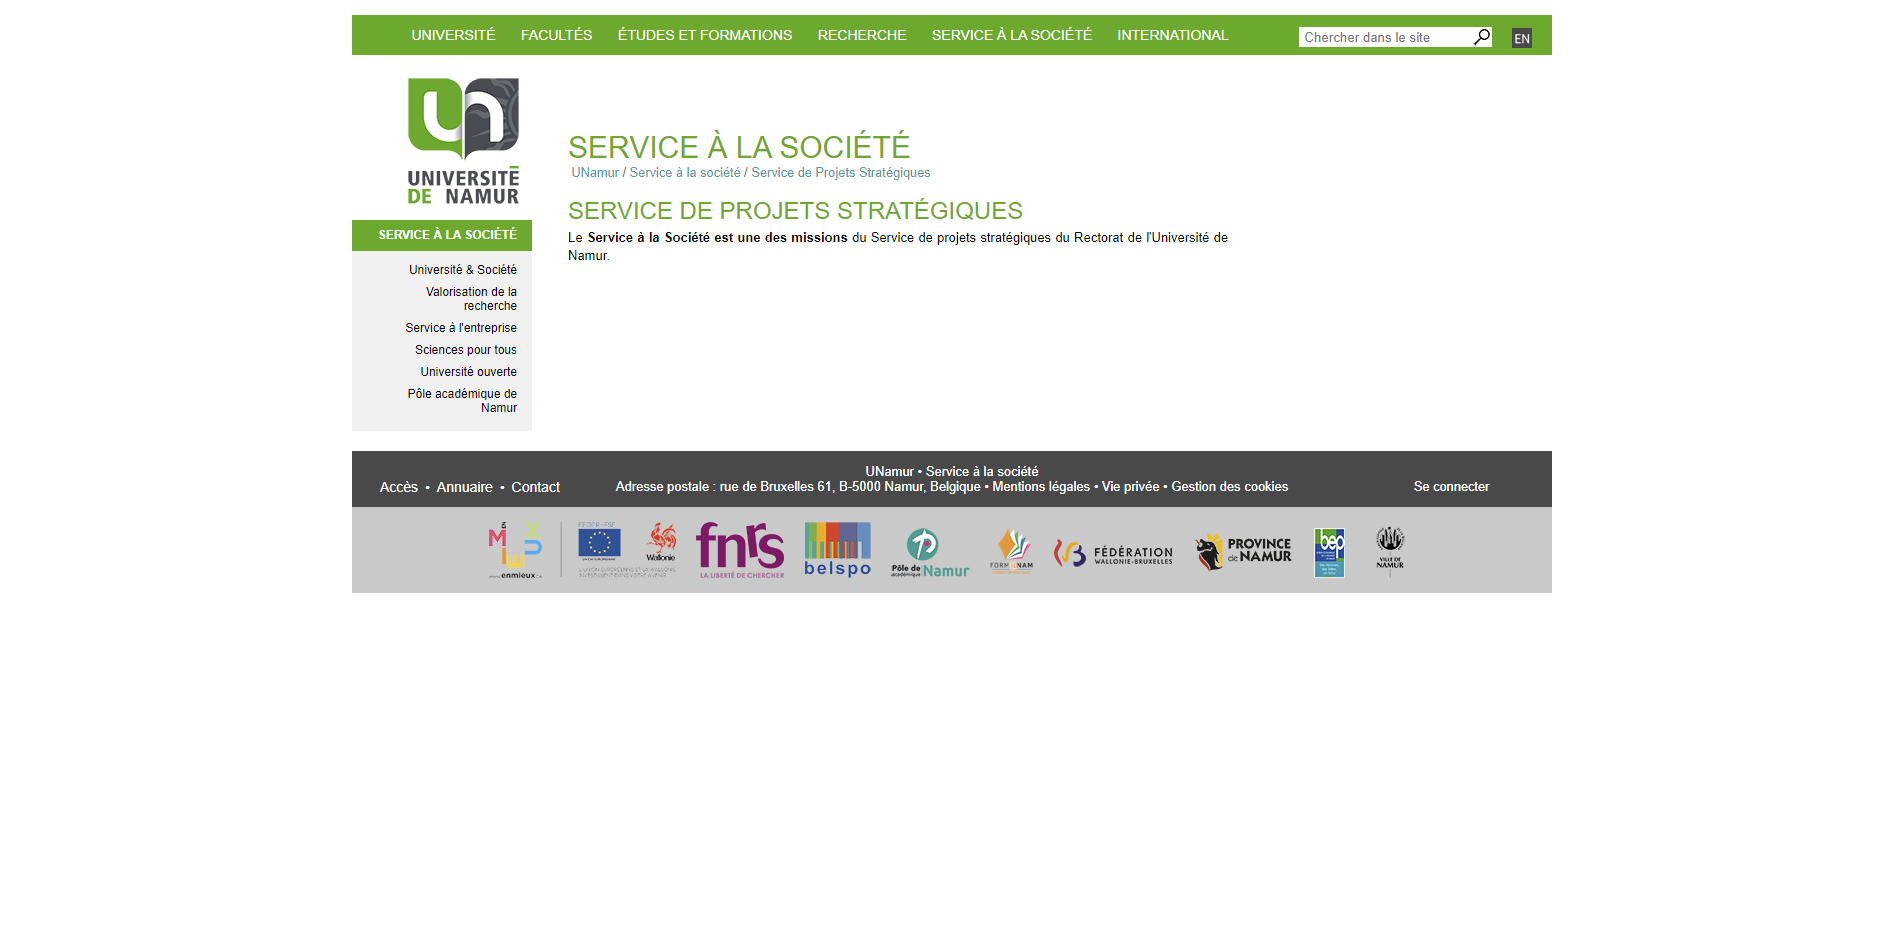 UNIVERSITÉ FACULTÉS ÉTUDES ET FORMATIONS RECHERCHE SERVICE À LA SOCIÉTÉ INTERNATIONAL Chercher dans le site EN
UNIVERSITÉ
DE NAMUR
SERVICE À LA SOCIÉTÉ
UNamur / Service à la société / Service de Projets Stratégiques
SERVICE À LA SOCIÉTÉ
Université & Société
Valorisation de la
recherche
Service à l'entreprise
Sciences pour tous
Université ouverte
Pôle académique de
Namur
SERVICE DE PROJETS STRATÉGIQUES
Le Service à la Société est une des missions du Service de projets stratégiques du Rectorat de l'Université de
Namur.
UNamur • Service à la société
Accès • Annuaire • Contact
Adresse postale : rue de Bruxelles 61, B-5000 Namur, Belgique • Mentions légales • Vie privée • Gestion des cookies
Se connecter
EN
MIEUX
www.enmieux.be
FEDER-FSE
Wallonie
fnrs
LA LIBERTÉ DE CHERCHER
belspo
Pôle de
académique Namur
FORM@NAM
FÉDÉRATION
WALLONIE-BRUXELLES
PROVINCE
DE NAMUR
bep
VILLE DE
NAMUR